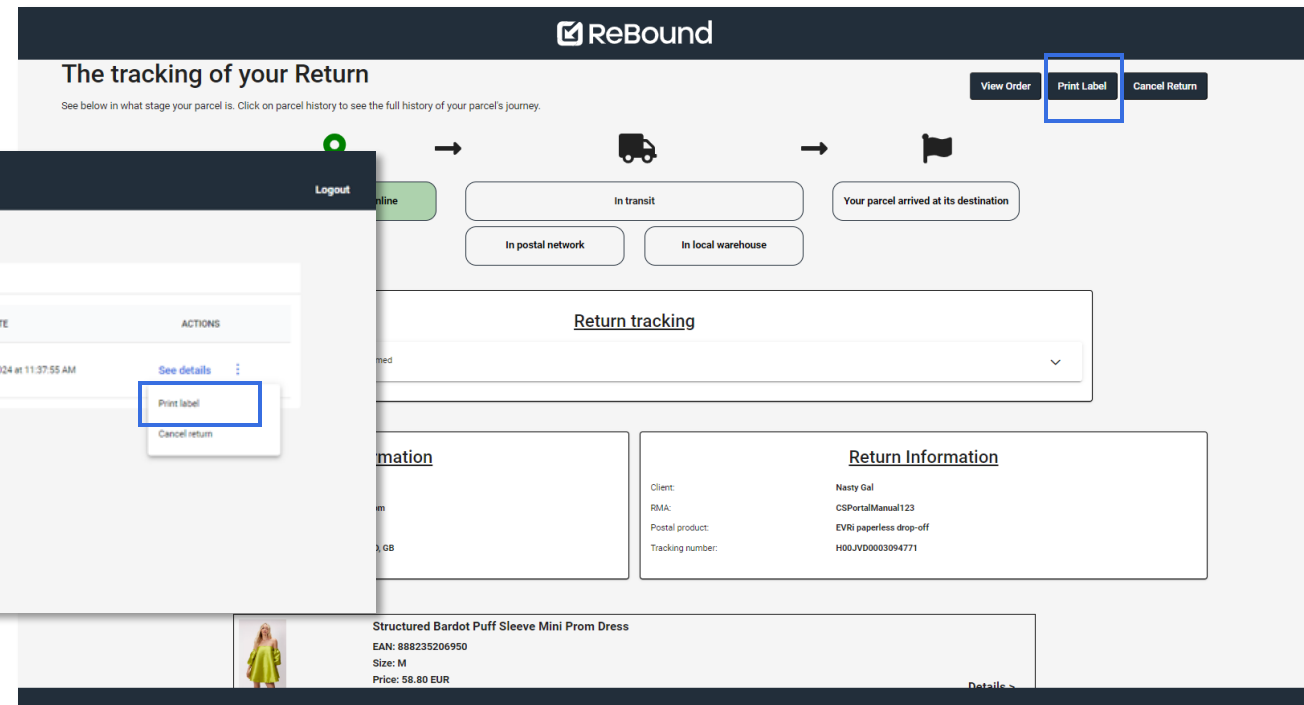 ReBound
The tracking of your Return
See below in what stage your parcel is. Click on parcel history to see the full history of your parcel's journey.
View Order
Print Label
Cancel Return
Logout
nline
In transit
Your parcel arrived at its destination
In postal network
In local warehouse
TE
ACTIONS
024 at 11:37:55 AM
See details
Print label
Cancel return
Return tracking
med
mation
m
0, GB
Return Information
Client:
Nasty Gal
RMA:
CSPortalManual123
Postal product:
EVRi paperless drop-off
Tracking number:
H00JVD0003094771
Structured Bardot Puff Sleeve Mini Prom Dress
EAN: 888235206950
Size: M
Price: 58.80 EUR
Details >